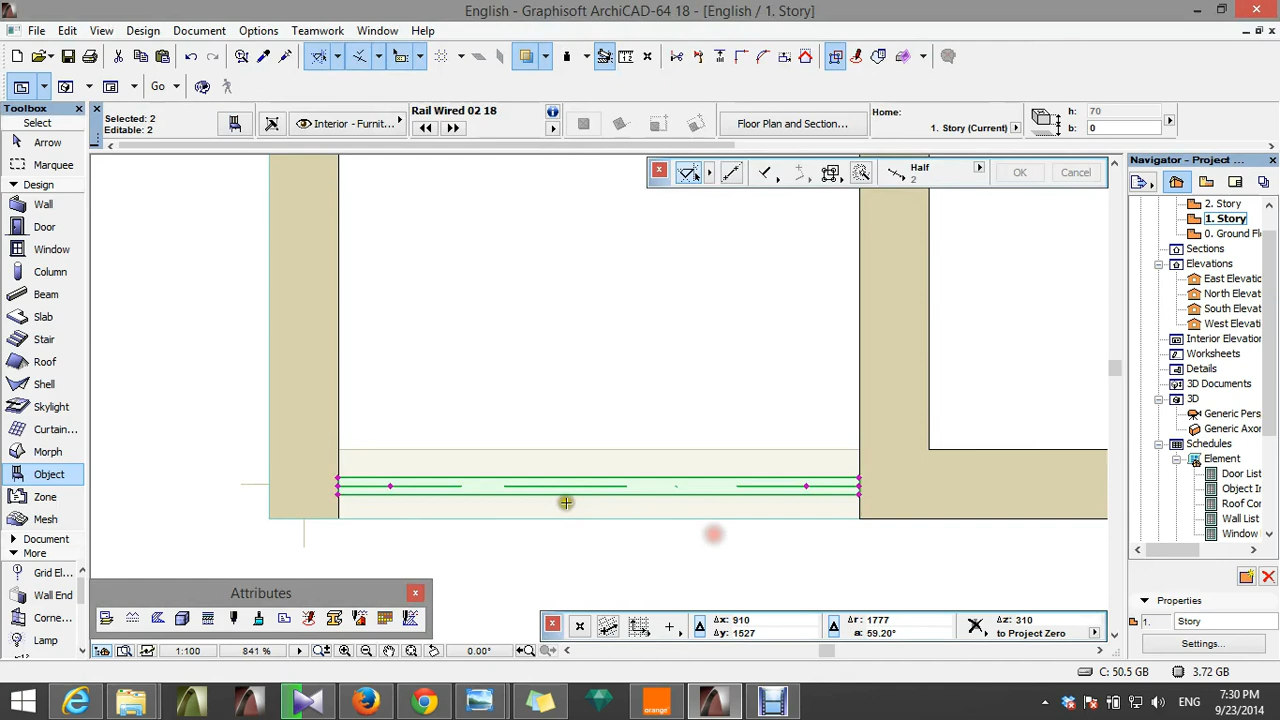 English - Graphisoft ArchiCAD-64 18 - [English / 1. Story]
File Edit View Design Document Options Teamwork Window Help
Go
Toolbox
Select
Arrow
Marquee
Design
Wall
Door
Window
Column
Beam
Slab
Stair
Roof
Shell
Skylight
Curtain...
Morph
Object
Zone
Mesh
Document
More
Grid El...
Wall End
Corne...
Lamp
Selected: 2
Editable: 2
Interior - Furnit...
Rail Wired 02 18
Floor Plan and Section...
Home:
1. Story (Current)
h: 70
b: 0
Half
2
OK
Cancel
Attributes
Δx: 910
Δy: 1527
Δr: 1777
a: 59.20°
Δz: 310
to Project Zero
1:100
841 %
0.00°
Navigator - Project ...
2. Story
1. Story
0. Ground Fl
Sections
Elevations
East Elevat
North Elevat
South Elevat
West Elevati
Interior Elevation
Worksheets
Details
3D Documents
3D
Generic Pers
Generic Axon
Schedules
Element
Door List
Object In
Roof Con
Wall List
Window
Properties
1.
Story
Settings...
C: 50.5 GB
3.72 GB
orange
ENG
7:30 PM
9/23/2014